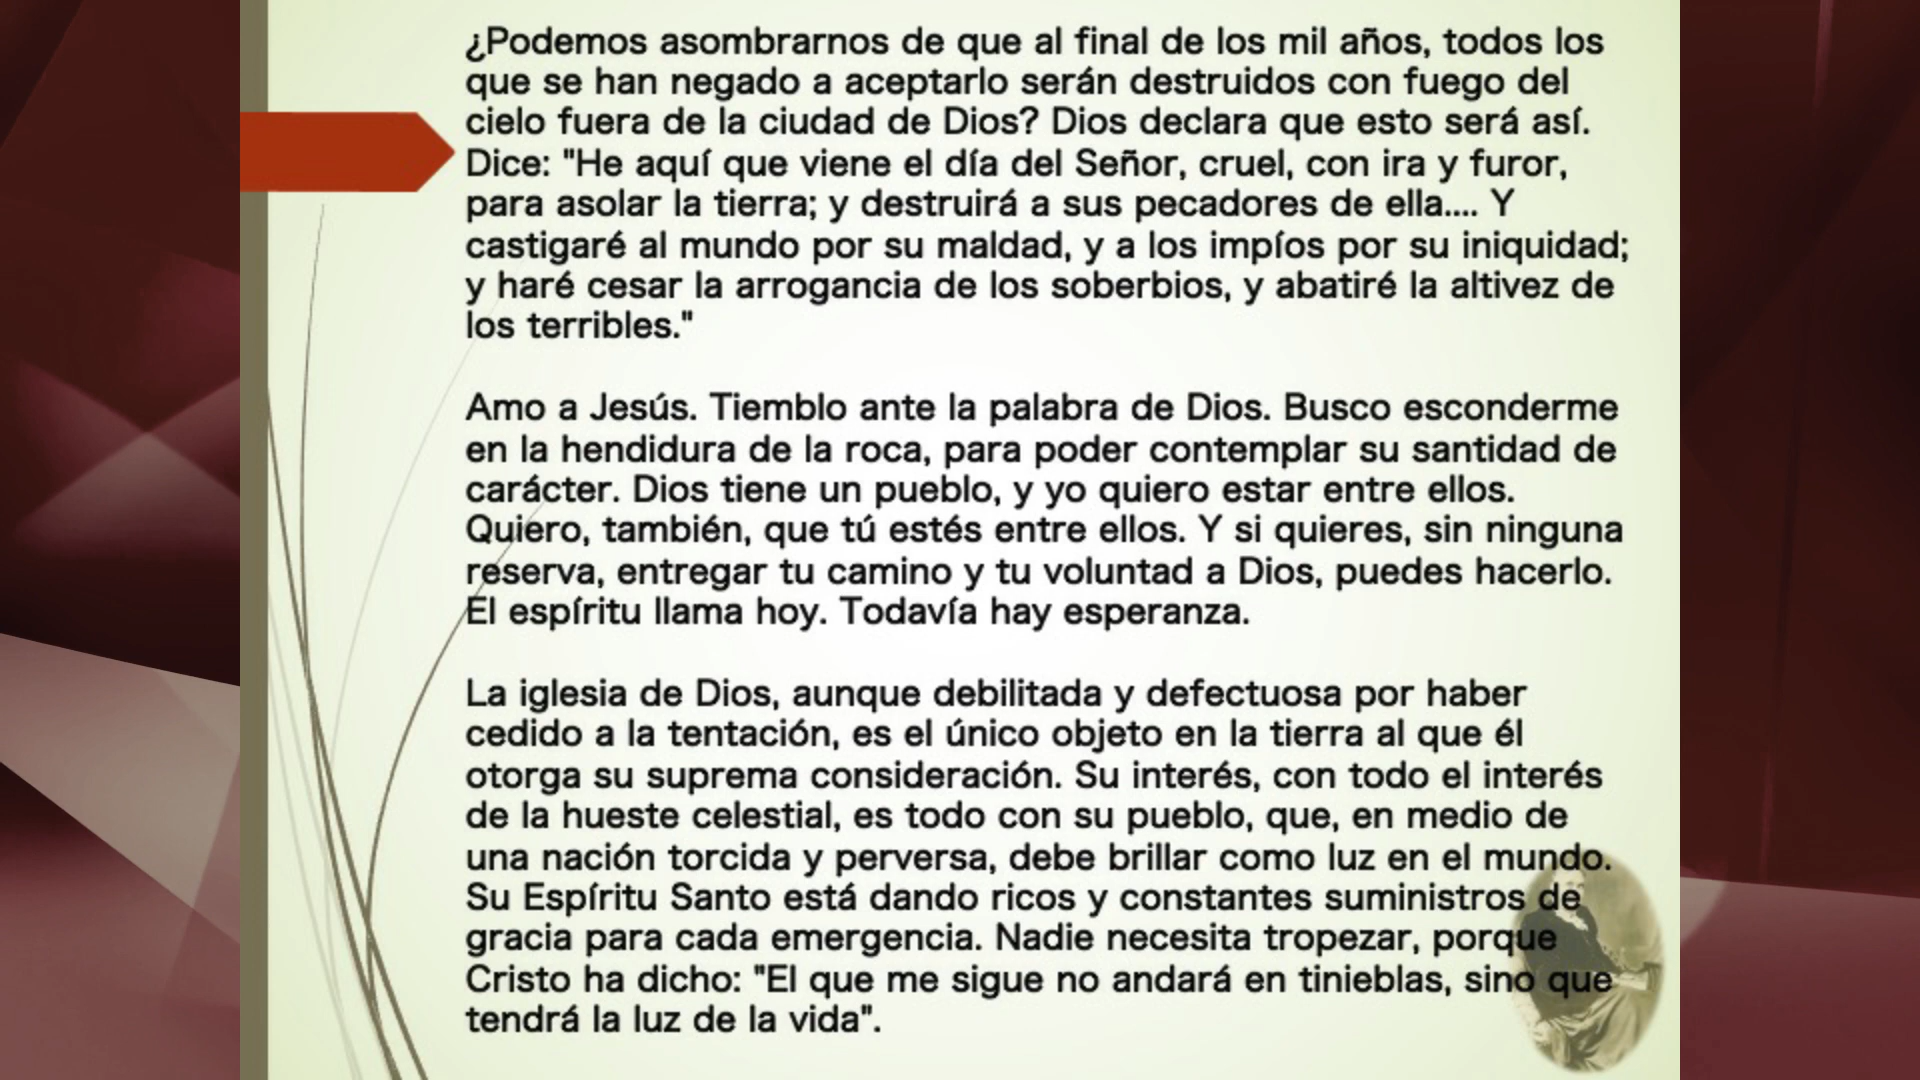 ¿Podemos asombrarnos de que al final de los mil años, todos los
que se han negado a aceptarlo serán destruidos con fuego del
cielo fuera de la ciudad de Dios? Dios declara que esto será así.
Dice: "He aquí que viene el día del Señor, cruel, con ira y furor,
para asolar la tierra; y destruirá a sus pecadores de ella.... Y
castigaré al mundo por su maldad, y a los impíos por su iniquidad;
y haré cesar la arrogancia de los soberbios, y abatiré la altivez de
los terribles."
Amo a Jesús. Tiemblo ante la palabra de Dios. Busco esconderme
en la hendidura de la roca, para poder contemplar su santidad de
carácter. Dios tiene un pueblo, y yo quiero estar entre ellos.
Quiero, también, que tú estés entre ellos. Y si quieres, sin ninguna
reserva, entregar tu camino y tu voluntad a Dios, puedes hacerlo.
El espíritu llama hoy. Todavía hay esperanza.
La iglesia de Dios, aunque debilitada y defectuosa por haber
cedido a la tentación, es el único objeto en la tierra al que él
otorga su suprema consideración. Su interés, con todo el interés
de la hueste celestial, es todo con su pueblo, que, en medio de
una nación torcida y perversa, debe brillar como luz en el mundo.
Su Espíritu Santo está dando ricos y constantes suministros de
gracia para cada emergencia. Nadie necesita tropezar, porque
Cristo ha dicho: "El que me sigue no andará en tinieblas, sino que
tendrá la luz de la vida".